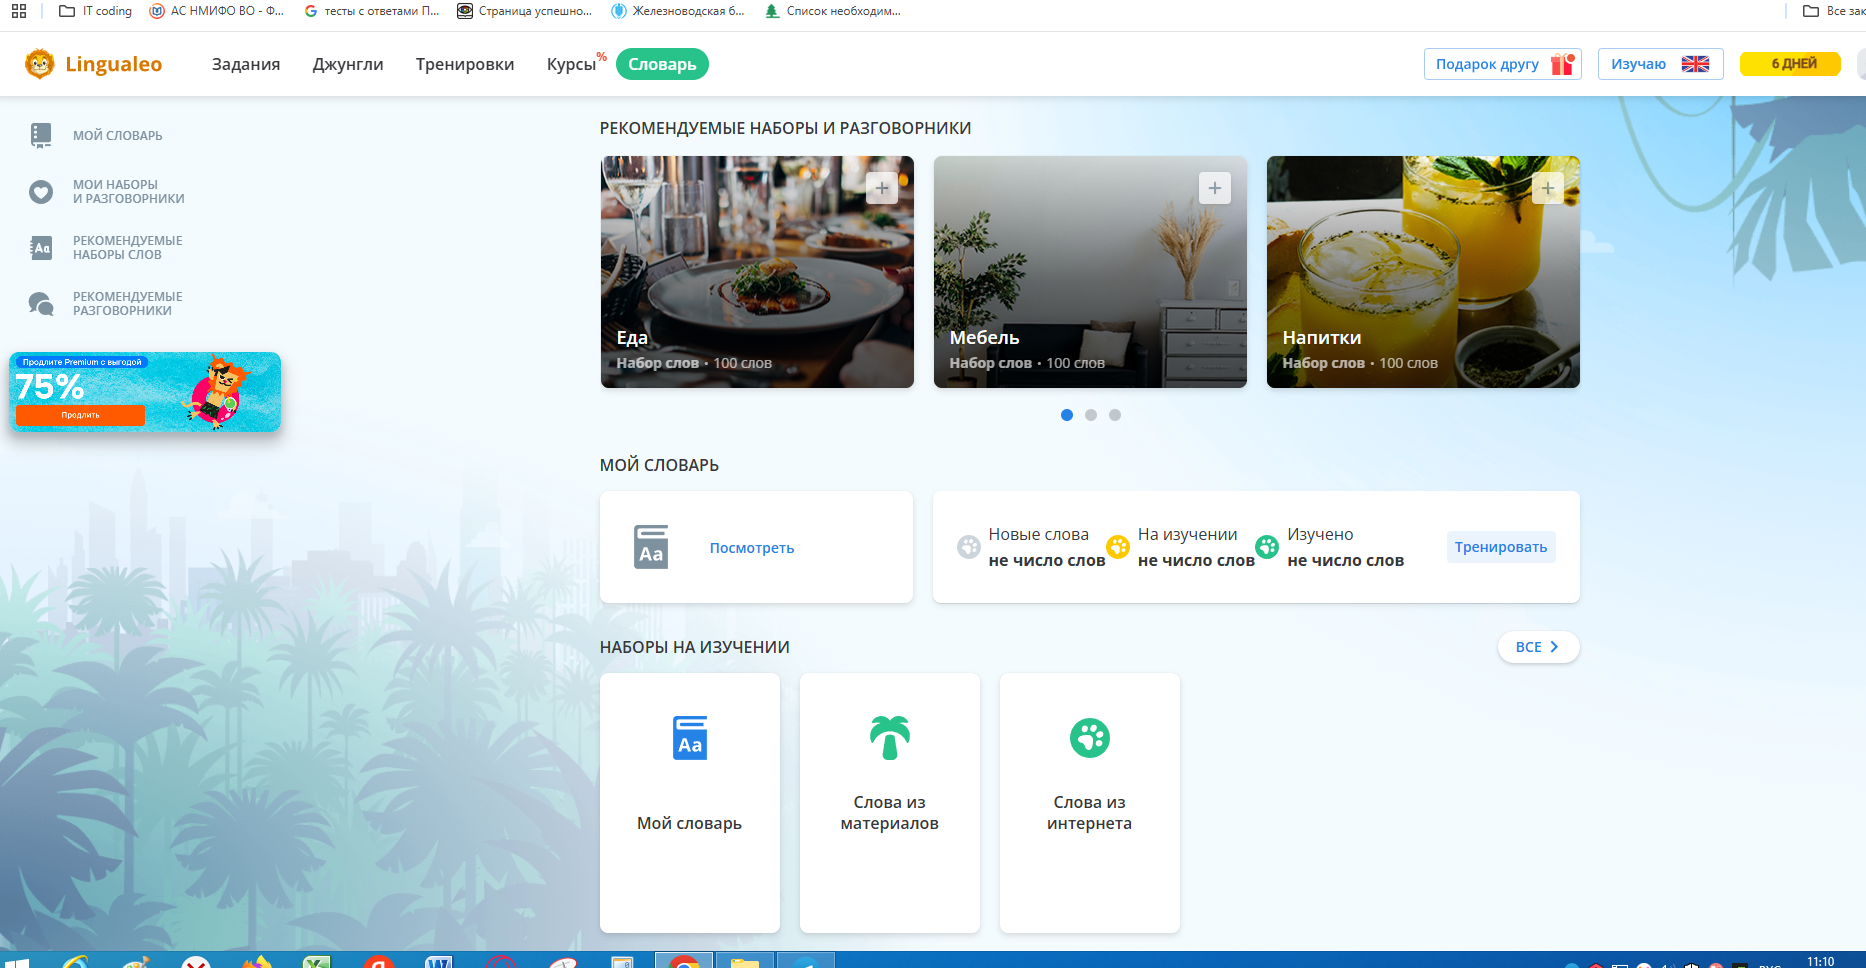 IT coding
АС НМИФО ВО - Ф...
тесты с ответами П...
Страница успешно...
Железноводская б...
Список необходим...
Все зак
Lingualeo
Задания
Джунгли
Тренировки
Курсы%
Словарь
Подарок другу
Изучаю
6 ДНЕЙ
МОЙ СЛОВАРЬ
МОИ НАБОРЫ
И РАЗГОВОРНИКИ
РЕКОМЕНДУЕМЫЕ
НАБОРЫ СЛОВ
РЕКОМЕНДУЕМЫЕ
РАЗГОВОРНИКИ
Продлите Premium с выгодой
75%
Продлить
РЕКОМЕНДУЕМЫЕ НАБОРЫ И РАЗГОВОРНИКИ
Еда
Набор слов • 100 слов
Мебель
Набор слов • 100 слов
Напитки
Набор слов • 100 слов
МОЙ СЛОВАРЬ
Aa
Посмотреть
Новые слова
не число слов
На изучении
не число слов
Изучено
не число слов
Тренировать
НАБОРЫ НА ИЗУЧЕНИИ
ВСЕ
Aa
Мой словарь
Слова из
материалов
Слова из
интернета
11:10